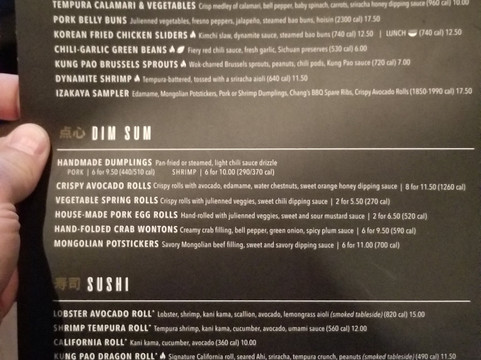 TEMPURA CALAMARI & VEGETABLES Crisp medley of calamari, bell pepper, baby spinach, carrots, sriracha honey dipping sauce (960 cal) 10.00
PORK BELLY BUNS Julienned vegetables, fresno peppers, jalapeño, steamed bao buns, hoisin (2300 cal) 17.50
KOREAN FRIED CHICKEN SLIDERS Kimchi slaw, dynamite sauce, steamed bao buns (740 cal) 12.50 | LUNCH (740 cal) 12.50
CHILI-GARLIC GREEN BEANS Fiery red chili sauce, fresh garlic, Sichuan preserves (530 cal) 6.00
KUNG PAO BRUSSELS SPROUTS Wok-charred Brussels sprouts, peanuts, chili pods, Kung Pao sauce (720 cal) 7.00
DYNAMITE SHRIMP Tempura-battered, tossed with a sriracha aioli (640 cal) 11.50
IZAKAYA SAMPLER Edamame, Mongolian Potstickers, Pork or Shrimp Dumplings, Chang's BBQ Spare Ribs, Crispy Avocado Rolls (1850-1990 cal) 17.50
点心 DIM SUM
HANDMADE DUMPLINGS Pan-fried or steamed, light chili sauce drizzle
PORK | 6 for 9.50 (440/510 cal) SHRIMP | 6 for 10.00 (290/370 cal)
CRISPY AVOCADO ROLLS Crispy rolls with avocado, edamame, water chestnuts, sweet orange honey dipping sauce | 8 for 11.50 (1260 cal)
VEGETABLE SPRING ROLLS Crispy rolls with julienned veggies, sweet chili dipping sauce | 2 for 5.50 (270 cal)
HOUSE-MADE PORK EGG ROLLS Hand-rolled with julienned veggies, sweet and sour mustard sauce | 2 for 6.50 (520 cal)
HAND-FOLDED CRAB WONTONS Creamy crab filling, bell pepper, green onion, spicy plum sauce | 6 for 9.50 (590 cal)
MONGOLIAN POTSTICKERS Savory Mongolian beef filling, sweet and savory dipping sauce | 6 for 11.00 (700 cal)
寿司 SUSHI
LOBSTER AVOCADO ROLL* Lobster, shrimp, kani kama, scallion, avocado, lemongrass aioli (smoked tableside) (820 cal) 15.00
SHRIMP TEMPURA ROLL* Tempura shrimp, kani kama, cucumber, avocado, umami sauce (560 cal) 12.00
CALIFORNIA ROLL* Kani kama, cucumber, avocado (360 cal) 10.00
KUNG PAO DRAGON ROLL* Signature California roll, seared Ahi, sriracha, tempura crunch, peanuts (smoked tableside) (490 cal) 11.50